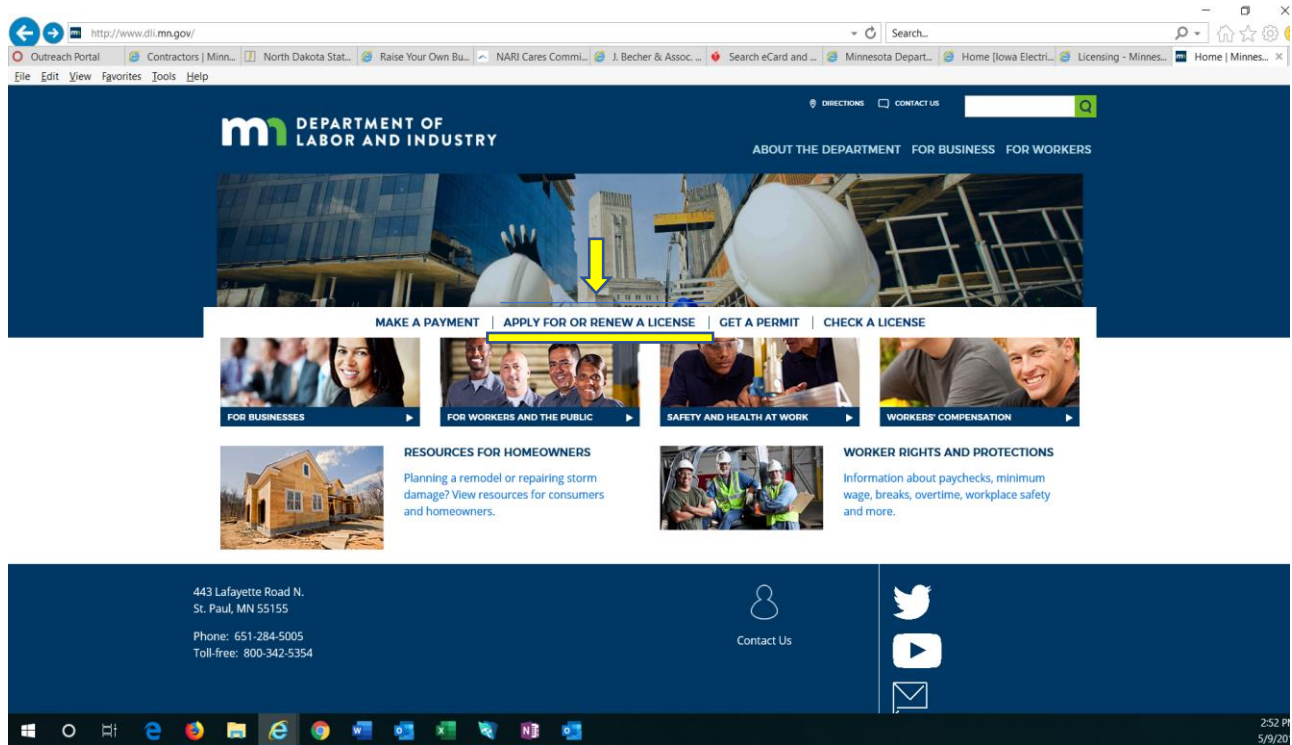 http://www.dli.mn.gov/
Search...
Outreach Portal
Contractors | Minn...
North Dakota Stat...
Raise Your Own Bu...
NARI Cares Commi...
J. Becher & Assoc. ...
Search eCard and ...
Minnesota Depart...
Home [Iowa Electri...
Licensing - Minnes...
Home | Minnes...
File Edit View Favorites Tools Help
DIRECTIONS CONTACT US
mn DEPARTMENT OF
LABOR AND INDUSTRY
ABOUT THE DEPARTMENT FOR BUSINESS FOR WORKERS
MAKE A PAYMENT | APPLY FOR OR RENEW A LICENSE | GET A PERMIT | CHECK A LICENSE
FOR BUSINESSES
FOR WORKERS AND THE PUBLIC
SAFETY AND HEALTH AT WORK
WORKERS' COMPENSATION
RESOURCES FOR HOMEOWNERS
Planning a remodel or repairing storm
damage? View resources for consumers
and homeowners.
WORKER RIGHTS AND PROTECTIONS
Information about paychecks, minimum
wage, breaks, overtime, workplace safety
and more.
443 Lafayette Road N.
St. Paul, MN 55155
Phone: 651-284-5005
Toll-free: 800-342-5354
Contact Us
2:52 P
5/9/20